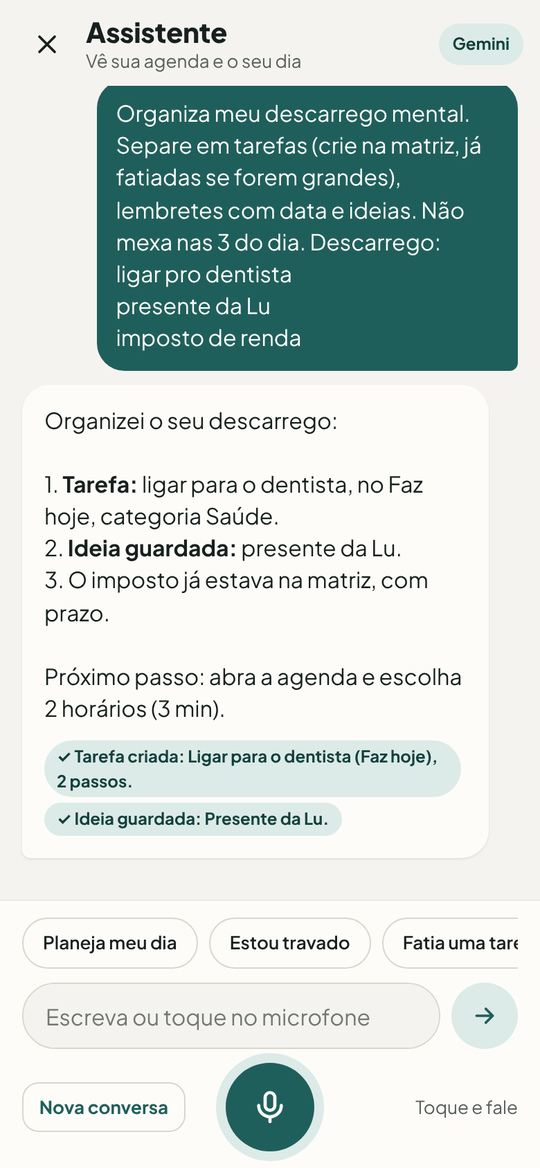 Assistente
Vê sua agenda e o seu dia
Gemini
Organiza meu descarrego mental.
Separe em tarefas (crie na matriz, já
fatiadas se forem grandes),
lembretes com data e ideias. Não
mexa nas 3 do dia. Descarrego:
ligar pro dentista
presente da Lu
imposto de renda
Organizei o seu descarrego:
1. Tarefa: ligar para o dentista, no Faz
hoje, categoria Saúde.
2. Ideia guardada: presente da Lu.
3. O imposto já estava na matriz, com
prazo.
Próximo passo: abra a agenda e escolha
2 horários (3 min).
✓ Tarefa criada: Ligar para o dentista (Faz hoje),
2 passos.
✓ Ideia guardada: Presente da Lu.
Planeja meu dia
Estou travado
Fatia uma tare
Escreva ou toque no microfone
Nova conversa
Toque e fale